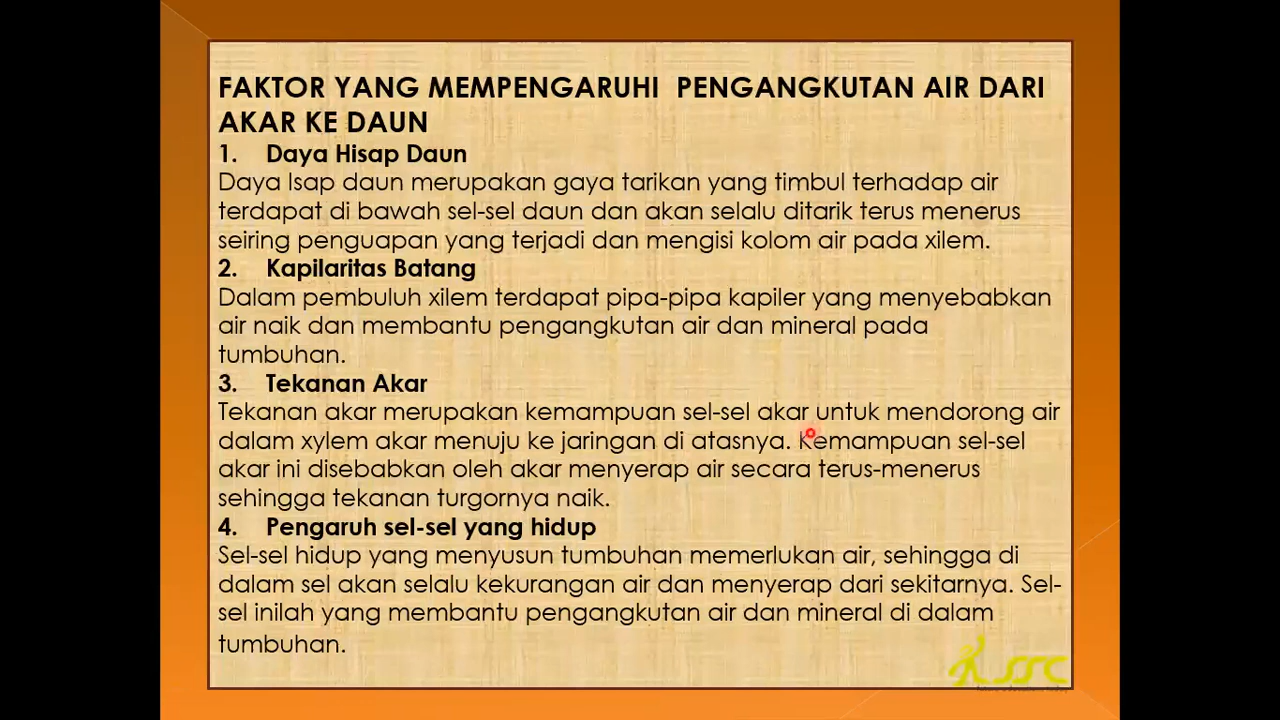 FAKTOR YANG MEMPENGARUHI PENGANGKUTAN AIR DARI
AKAR KE DAUN
1. Daya Hisap Daun
Daya Isap daun merupakan gaya tarikan yang timbul terhadap air
terdapat di bawah sel-sel daun dan akan selalu ditarik terus menerus
seiring penguapan yang terjadi dan mengisi kolom air pada xilem.
2. Kapilaritas Batang
Dalam pembuluh xilem terdapat pipa-pipa kapiler yang menyebabkan
air naik dan membantu pengangkutan air dan mineral pada
tumbuhan.
3. Tekanan Akar
Tekanan akar merupakan kemampuan sel-sel akar untuk mendorong air
dalam xylem akar menuju ke jaringan di atasnya. Kemampuan sel-sel
akar ini disebabkan oleh akar menyerap air secara terus-menerus
sehingga tekanan turgornya naik.
4. Pengaruh sel-sel yang hidup
Sel-sel hidup yang menyusun tumbuhan memerlukan air, sehingga di
dalam sel akan selalu kekurangan air dan menyerap dari sekitarnya. Sel-
sel inilah yang membantu pengangkutan air dan mineral di dalam
tumbuhan.
SSC